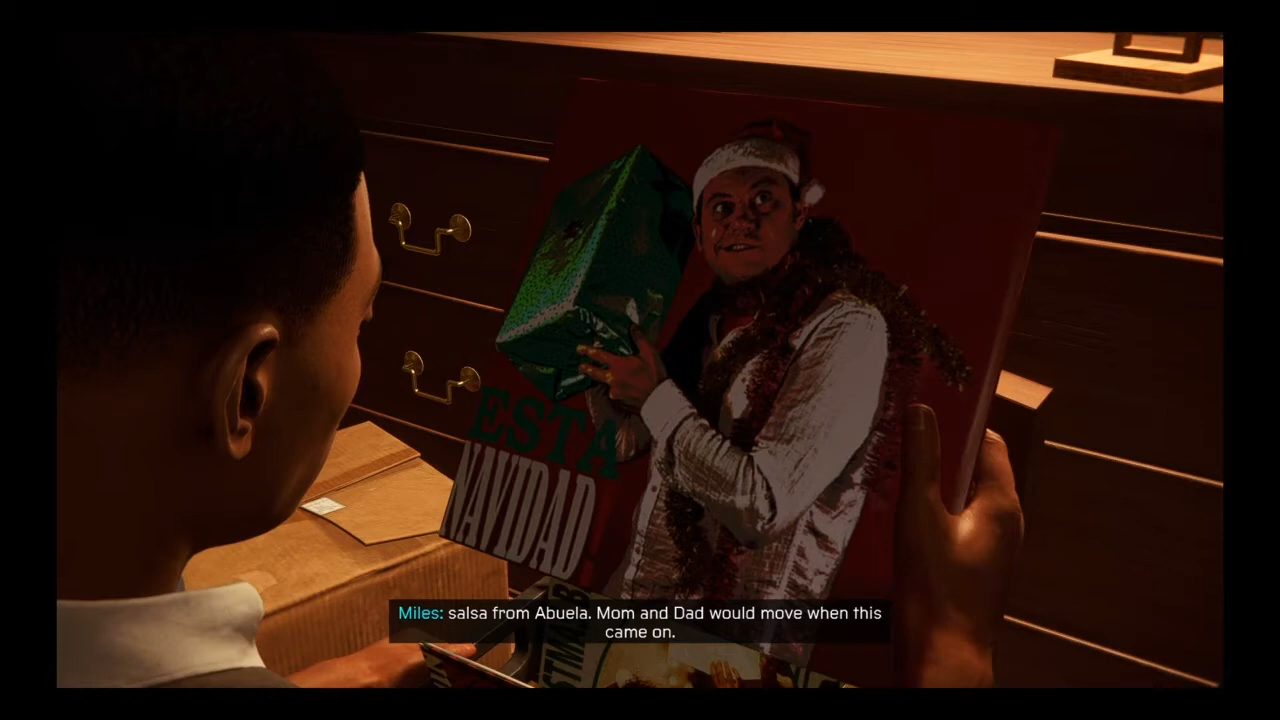 ESTA
NAVIDAD
Miles: salsa from Abuela. Mom and Dad would move when this
came on.